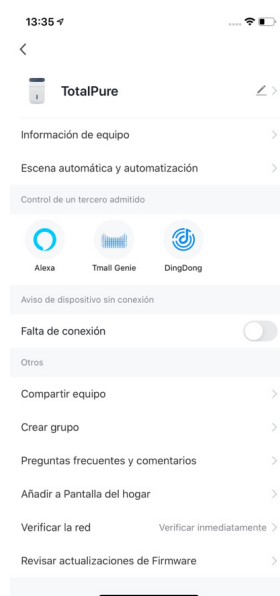 13:35
TotalPure
Información de equipo
Escena automática y automatización
Control de un tercero admitido
Alexa
Tmall Genie
DingDong
Aviso de dispositivo sin conexión
Falta de conexión
Otros
Compartir equipo
Crear grupo
Preguntas frecuentes y comentarios
Añadir a Pantalla del hogar
Verificar la red Verificar inmediatamente
Revisar actualizaciones de Firmware